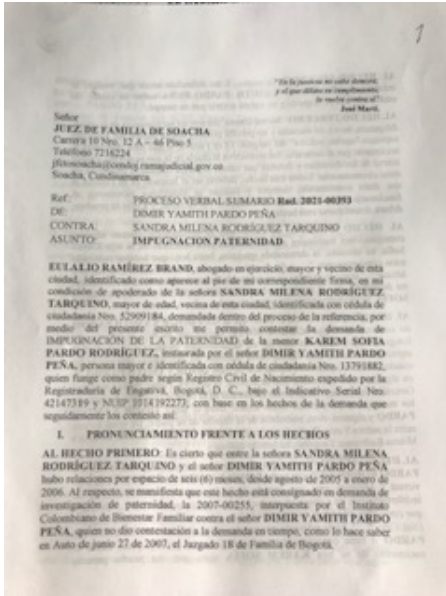 1
"En la justicia no cabe demora;
y el que dilata su cumplimiento,
la vuelve contra sí"
José Martí.
Señor
JUEZ DE FAMILIA DE SOACHA
Carrera 10 Nro. 12 A – 46 Piso 5
Teléfono 7216224
Soacha, Cundinamarca
Ref: PROCESO VERBAL SUMARIO Rad. 2021-00393
DE: DIMIR YAMITH PARDO PEÑA
CONTRA: SANDRA MILENA RODRÍGUEZ TARQUINO
ASUNTO: IMPUGNACION PATERNIDAD
EULALIO RAMÍREZ BRAND, abogado en ejercicio, mayor y vecino de esta
ciudad, identificado como aparece al pie de mi correspondiente firma, en mi
condición de apoderado de la señora SANDRA MILENA RODRÍGUEZ
TARQUINO, mayor de edad, vecina de esta ciudad, identificada con cédula de
ciudadanía Nro. 52909184, demandada dentro del proceso de la referencia, por
medio del presente escrito me permito contestar la demanda de
IMPUGNACIÓN DE LA PATERNIDAD de la menor KAREM SOFIA
PARDO RODRÍGUEZ, instaurada por el señor DIMIR YAMITH PARDO
PEÑA, persona mayor e identificada con cédula de ciudadanía Nro. 13791882,
quien funge como padre según Registro Civil de Nacimiento expedido por la
Registraduría de Engativá, Bogotá, D. C., bajo el Indicativo Serial Nro.
42147319 y NUIP 1014197273, con base en los hechos de la demanda que
seguidamente los contesto así:
I. PRONUNCIAMIENTO FRENTE A LOS HECHOS
AL HECHO PRIMERO: Es cierto que entre la señora SANDRA MILENA
RODRÍGUEZ TARQUINO y el señor DIMIR YAMITH PARDO PEÑA
hubo relaciones por espacio de seis (6) meses, desde agosto de 2005 a enero de
2006. Al respecto, se manifiesta que este hecho está consignado en demanda de
investigación de paternidad, la 2007-00255, interpuesta por el Instituto
Colombiano de Bienestar Familiar contra el señor DIMIR YAMITH PARDO
PEÑA, quien no dio contestación a la demanda en tiempo, como lo hace saber
en Auto de junio 27 de 2007, el Juzgado 18 de Familia de Bogotá.